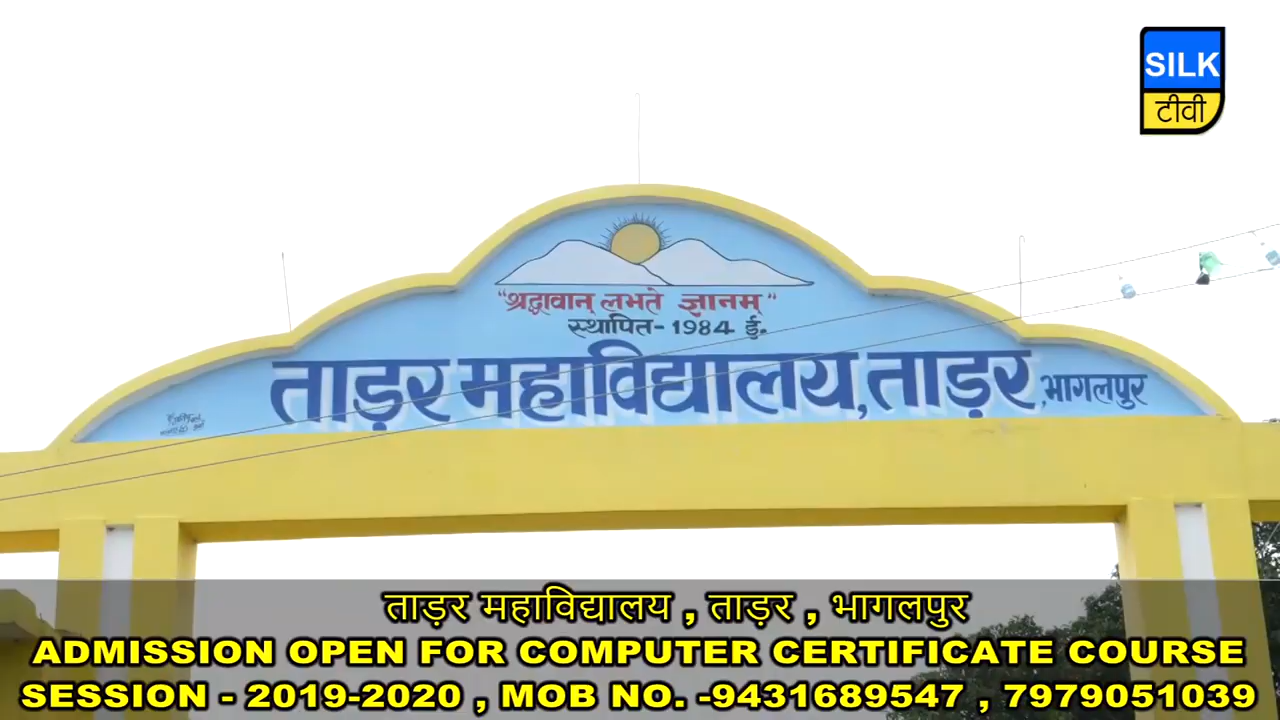 SILK
टीवी
"श्रद्धावान् लभते ज्ञानम्"
स्थापित- 1984 ई.
ताड़र महाविद्यालय, ताड़र, भागलपुर
ताड़र महाविद्यालय , ताड़र , भागलपुर
ADMISSION OPEN FOR COMPUTER CERTIFICATE COURSE
SESSION - 2019-2020 , MOB NO. -9431689547 , 7979051039